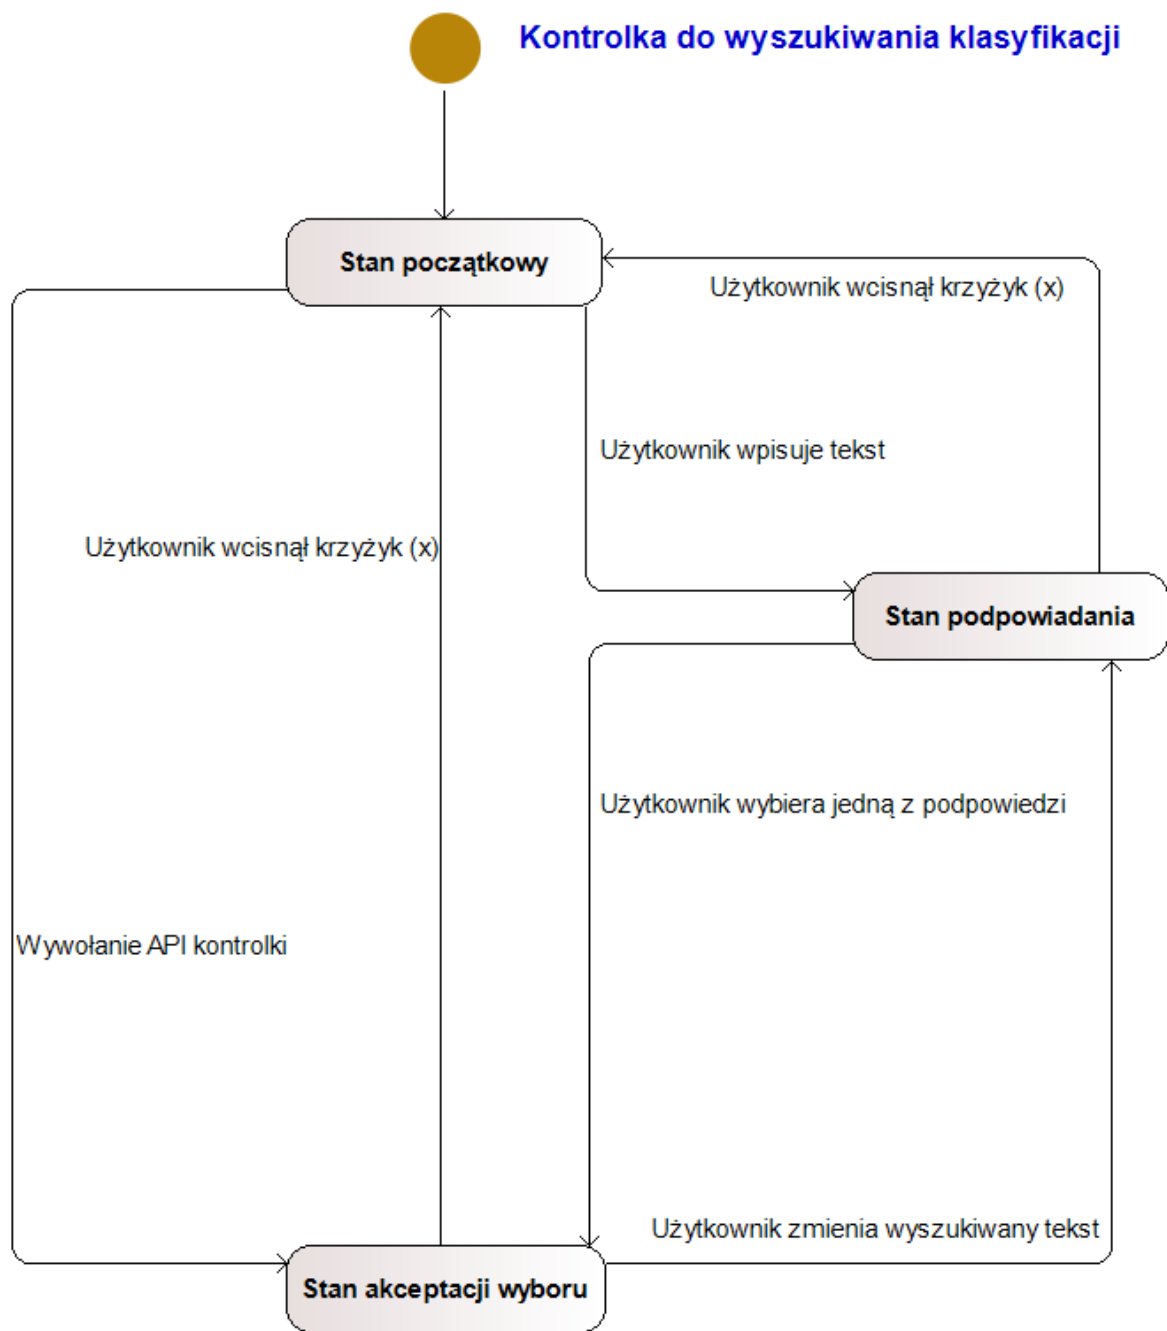 Kontrolka do wyszukiwania klasyfikacji
Stan początkowy
Użytkownik wcisnął krzyżyk (x)
Użytkownik wpisuje tekst
Użytkownik wcisnął krzyżyk (x)
Stan podpowiadania
Użytkownik wybiera jedną z podpowiedzi
Wywołanie API kontrolki
Użytkownik zmienia wyszukiwany tekst
Stan akceptacji wyboru